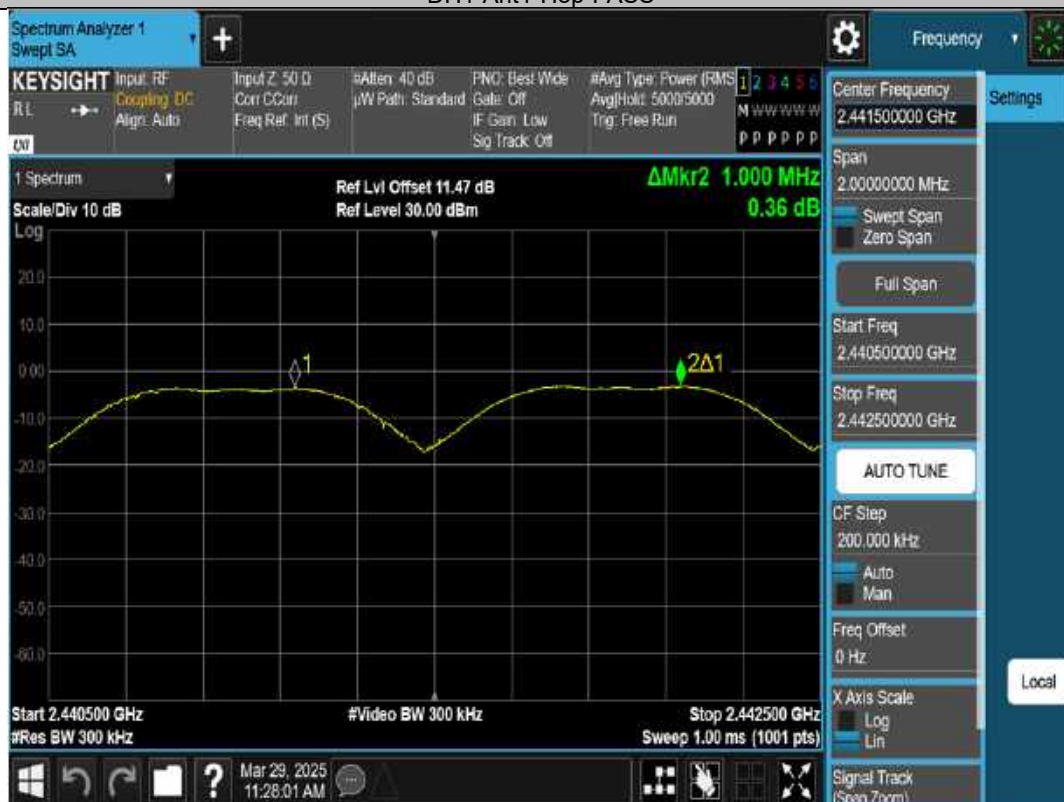 Spectrum Analyzer 1
Swept SA
+
Frequency
KEYSIGHT
RL
Input: RF
Coupling: DC
Align: Auto
Input Z: 50 Ω
Corr CCorr
Freq Ref: Int (S)
#Atten: 40 dB
µW Path: Standard
PNO: Best Wide
Gate: Off
IF Gain: Low
Sig Track: Off
#Avg Type: Power (RMS
Avg|Hold: 5000/5000
Trig: Free Run
1 2 3 4 5 6
M W W W W W
P P P P P P
1 Spectrum
Scale/Div 10 dB
Log
Ref Lvl Offset 11.47 dB
Ref Level 30.00 dBm
ΔMkr2 1.000 MHz
0.36 dB
20.0
10.0
0.00
-10.0
-20.0
-30.0
-40.0
-50.0
-60.0
1
2Δ1
Start 2.440500 GHz
#Res BW 300 kHz
#Video BW 300 kHz
Stop 2.442500 GHz
Sweep 1.00 ms (1001 pts)
?
Mar 29, 2025
11:28:01 AM
Center Frequency
2.441500000 GHz
Span
2.00000000 MHz
Swept Span
Zero Span
Full Span
Start Freq
2.440500000 GHz
Stop Freq
2.442500000 GHz
AUTO TUNE
CF Step
200.000 kHz
Auto
Man
Freq Offset
0 Hz
X Axis Scale
Log
Lin
Signal Track
(Span Zoom)
Settings
Local